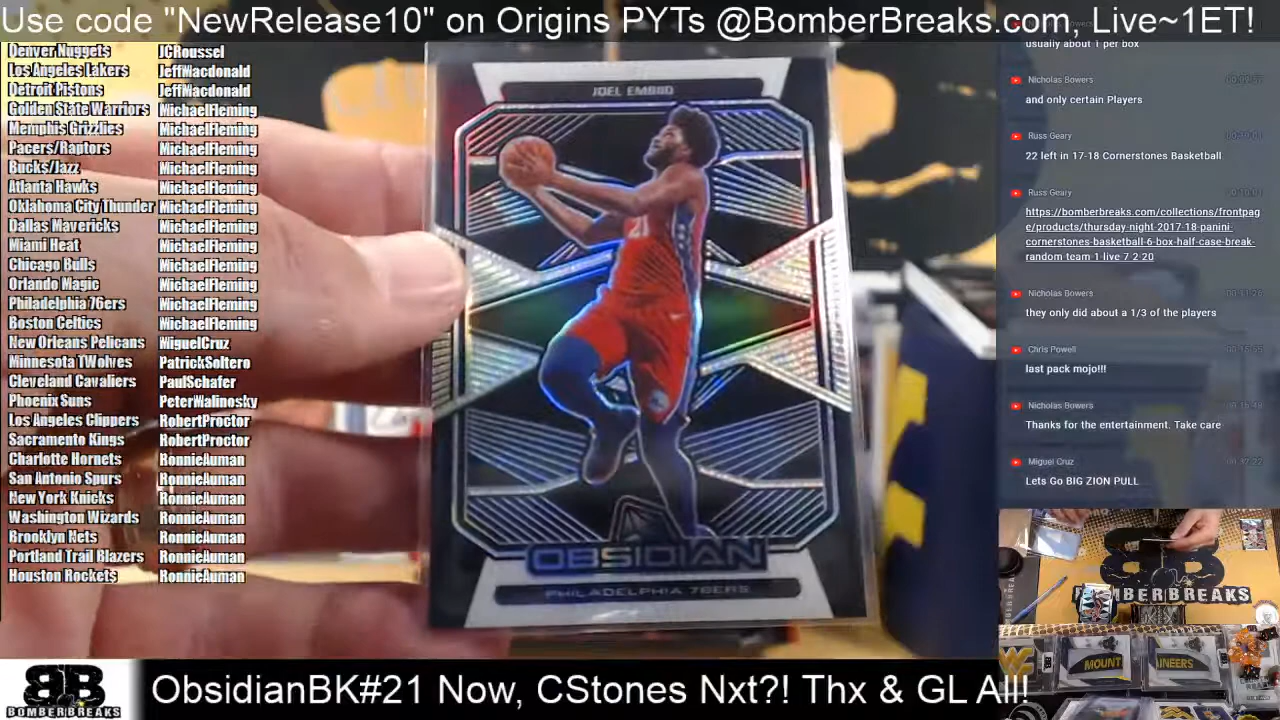 Use code "NewRelease10" on Origins PYTs @BomberBreaks.com, Live~1ET!
Denver Nuggets JCRoussel
Los Angeles Lakers JeffMacdonald
Detroit Pistons JeffMacdonald
Golden State Warriors MichaelFleming
Memphis Grizzlies MichaelFleming
Pacers/Raptors MichaelFleming
Bucks/Jazz MichaelFleming
Atlanta Hawks MichaelFleming
Oklahoma City Thunder MichaelFleming
Dallas Mavericks MichaelFleming
Miami Heat MichaelFleming
Chicago Bulls MichaelFleming
Orlando Magic MichaelFleming
Philadelphia 76ers MichaelFleming
Boston Celtics MichaelFleming
New Orleans Pelicans MiguelCruz
Minnesota TWolves PatrickSoltero
Cleveland Cavaliers PaulSchafer
Phoenix Suns PeterWalinosky
Los Angeles Clippers RobertProctor
Sacramento Kings RobertProctor
Charlotte Hornets RonnieAuman
San Antonio Spurs RonnieAuman
New York Knicks RonnieAuman
Washington Wizards RonnieAuman
Brooklyn Nets RonnieAuman
Portland Trail Blazers RonnieAuman
Houston Rockets RonnieAuman
JOEL EMBIID
21
OBSIDIAN
PHILADELPHIA 76ERS
usually about 1 per box
Nicholas Bowers
and only certain Players
Russ Geary
22 left in 17-18 Cornerstones Basketball
Russ Geary
https://bomberbreaks.com/collections/frontpag
e/products/thursday-night-2017-18-panini-
cornerstones-basketball-6-box-half-case-break-
random-team-1-live-7-2-20
Nicholas Bowers
they only did about a 1/3 of the players
Chris Powell
last pack mojo!!!
Nicholas Bowers
Thanks for the entertainment. Take care
Miguel Cruz
Lets Go BIG ZION PULL
BOMBERBREAKS
MOUNT
AINEERS
BOMBERBREAKS
ObsidianBK#21 Now, CStones Nxt?! Thx & GL All!